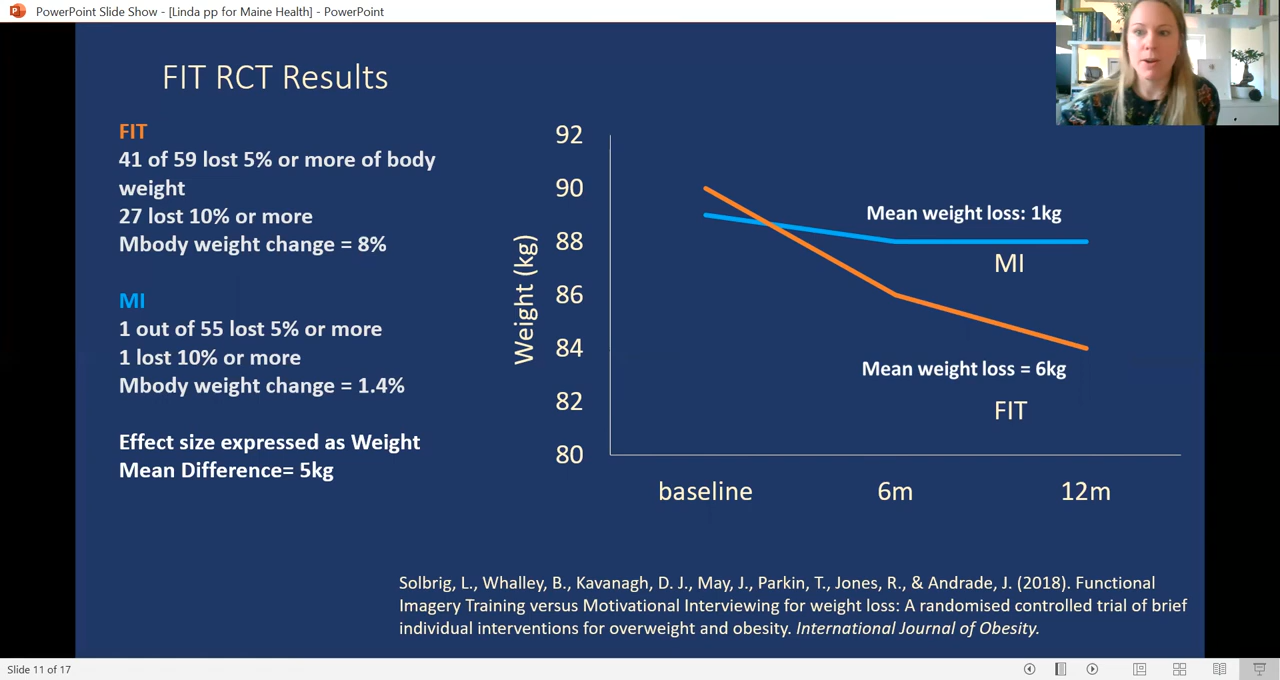 PowerPoint Slide Show - [Linda pp for Maine Health] - PowerPoint
FIT RCT Results
FIT
41 of 59 lost 5% or more of body
weight
27 lost 10% or more
Mbody weight change = 8%
MI
1 out of 55 lost 5% or more
1 lost 10% or more
Mbody weight change = 1.4%
Effect size expressed as Weight
Mean Difference= 5kg
Weight (kg)
92
90
88
86
84
82
80
baseline
6m
12m
Mean weight loss: 1kg
MI
Mean weight loss = 6kg
FIT
Solbrig, L., Whalley, B., Kavanagh, D. J., May, J., Parkin, T., Jones, R., & Andrade, J. (2018). Functional
Imagery Training versus Motivational Interviewing for weight loss: A randomised controlled trial of brief
individual interventions for overweight and obesity. International Journal of Obesity.
Slide 11 of 17